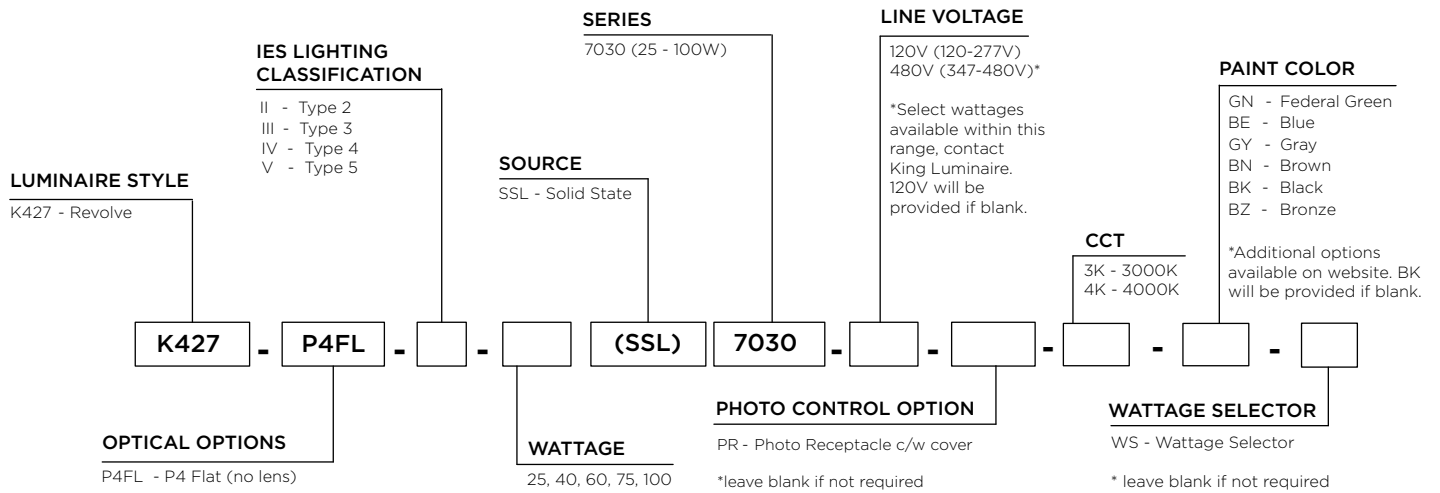 LUMINAIRE STYLE
K427 - Revolve
IES LIGHTING
CLASSIFICATION
II - Type 2
III - Type 3
IV - Type 4
V - Type 5
SOURCE
SSL - Solid State
SERIES
7030 (25 - 100W)
LINE VOLTAGE
120V (120-277V)
480V (347-480V)*
*Select wattages
available within this
range, contact
King Luminaire.
120V will be
provided if blank.
CCT
3K - 3000K
4K - 4000K
PAINT COLOR
GN - Federal Green
BE - Blue
GY - Gray
BN - Brown
BK - Black
BZ - Bronze
*Additional options
available on website. BK
will be provided if blank.
K427 - P4FL - - (SSL) 7030 - - - - -
OPTICAL OPTIONS
P4FL - P4 Flat (no lens)
WATTAGE
25, 40, 60, 75, 100
PHOTO CONTROL OPTION
PR - Photo Receptacle c/w cover
*leave blank if not required
WATTAGE SELECTOR
WS - Wattage Selector
* leave blank if not required